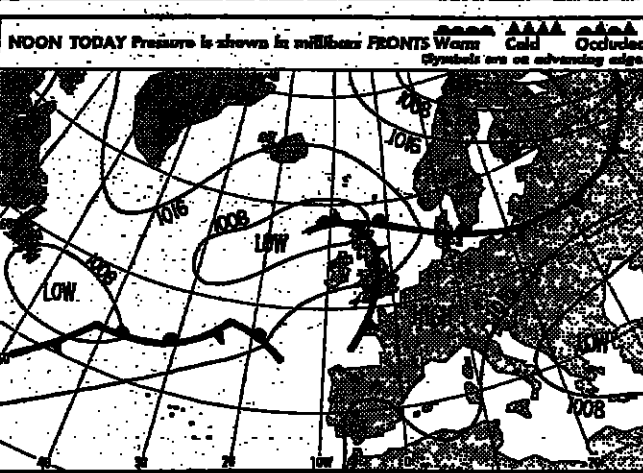 NOON TODAY Pressure is shown in millibars FRONTS Warm Cold Occluded
(Symbols are on advancing edge)
1008
1016
1016
1008
LOW
1008
LOW
LOW
1008
10W